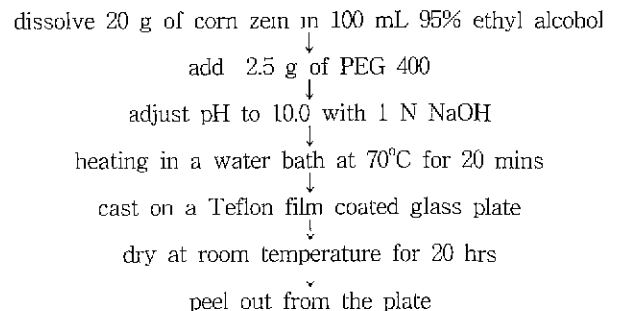 dissolve 20 g of corn zein in 100 mL 95% ethyl alcohol
add 2.5 g of PEG 400
adjust pH to 10.0 with 1 N NaOH
heating in a water bath at 70°C for 20 mins
cast on a Teflon film coated glass plate
dry at room temperature for 20 hrs
peel out from the plate